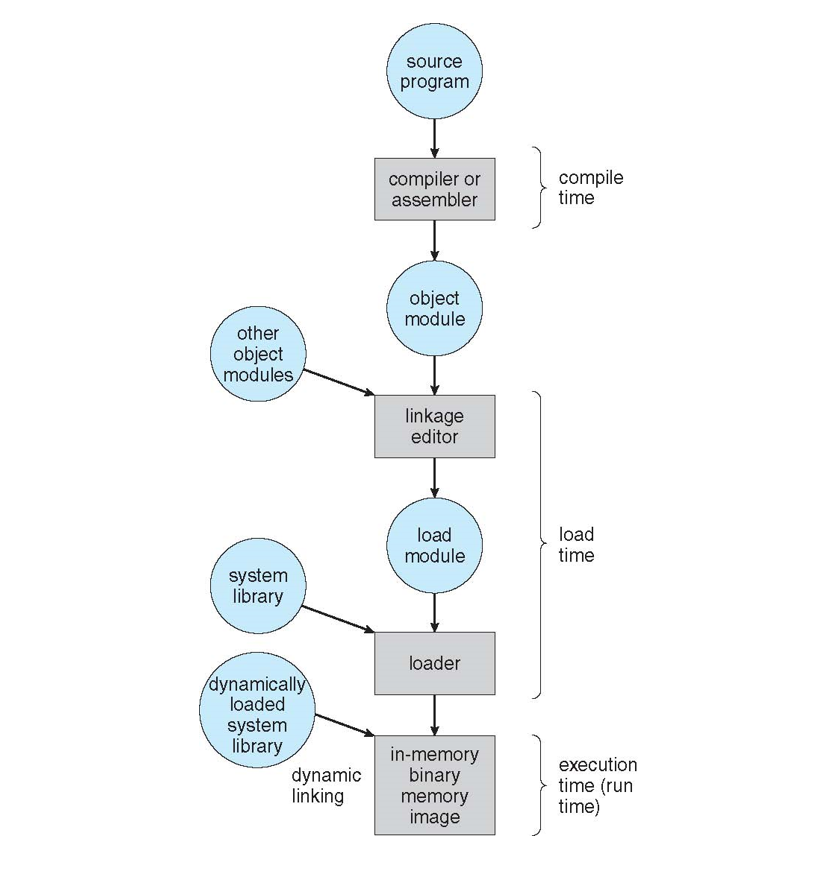 source
program
compiler or
assembler
compile
time
object
module
other
object
modules
linkage
editor
load
module
load
time
system
library
loader
dynamically
loaded
system
library
dynamic
linking
in-memory
binary
memory
image
execution
time (run
time)